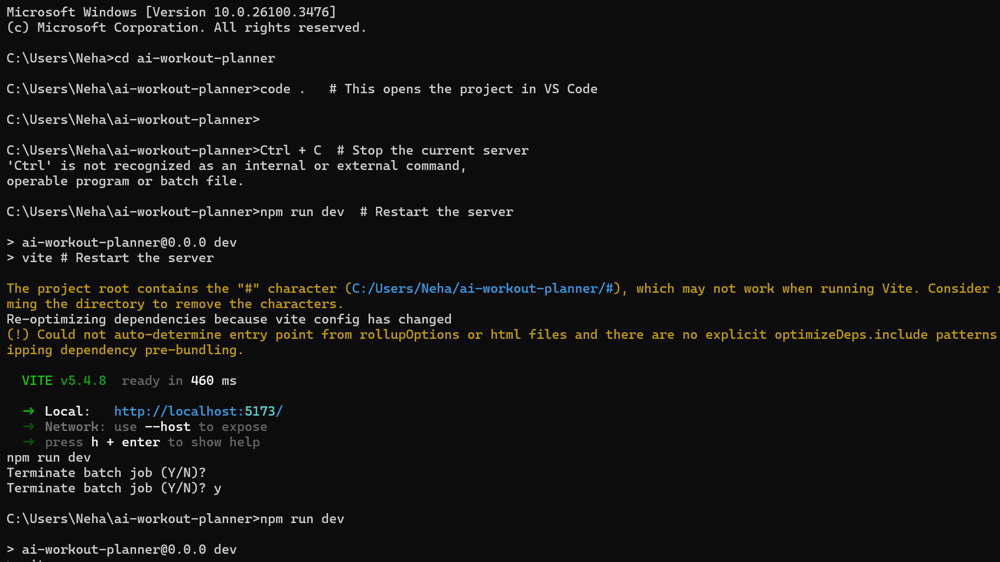 Microsoft Windows [Version 10.0.26100.3476]
(c) Microsoft Corporation. All rights reserved.
C:\Users\Neha>cd ai-workout-planner
C:\Users\Neha\ai-workout-planner>code .   # This opens the project in VS Code
C:\Users\Neha\ai-workout-planner>
C:\Users\Neha\ai-workout-planner>Ctrl + C  # Stop the current server
'Ctrl' is not recognized as an internal or external command,
operable program or batch file.
C:\Users\Neha\ai-workout-planner>npm run dev  # Restart the server
> ai-workout-planner@0.0.0 dev
> vite # Restart the server
The project root contains the "#" character (C:/Users/Neha/ai-workout-planner/#), which may not work when running Vite. Consider
ming the directory to remove the characters.
Re-optimizing dependencies because vite config has changed
(!) Could not auto-determine entry point from rollupOptions or html files and there are no explicit optimizeDeps.include patterns
ipping dependency pre-bundling.
VITE v5.4.8  ready in 460 ms
➜ Local:   http://localhost:5173/
➜ Network: use --host to expose
➜ press h + enter to show help
npm run dev
Terminate batch job (Y/N)?
Terminate batch job (Y/N)? y
C:\Users\Neha\ai-workout-planner>npm run dev
> ai-workout-planner@0.0.0 dev